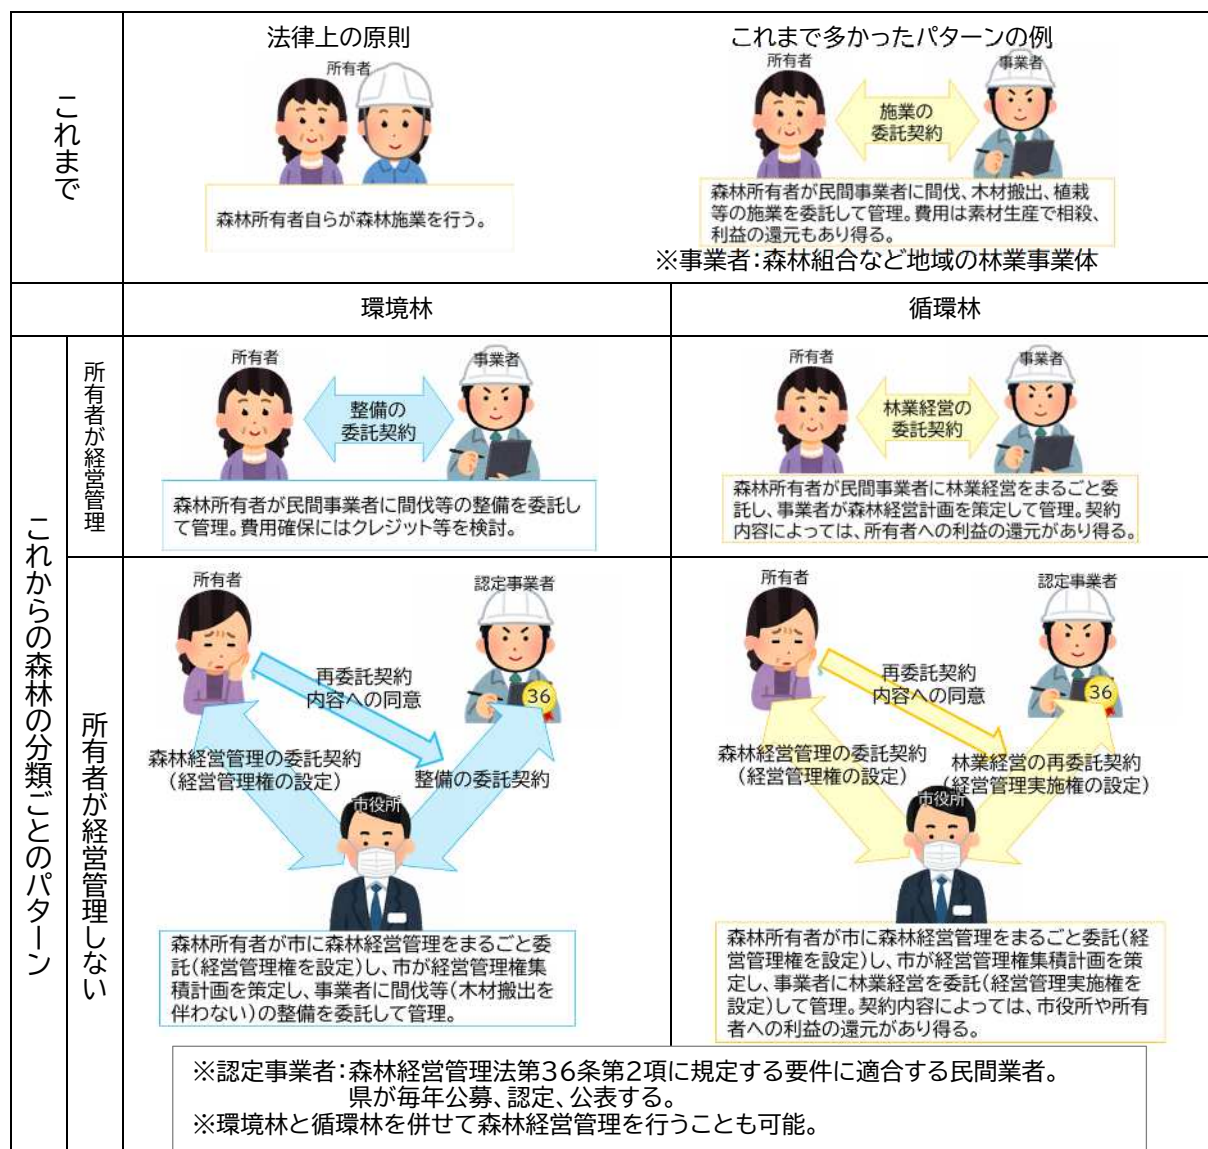 これまで
法律上の原則
所有者
森林所有者自らが森林施業を行う。
これまで多かったパターンの例
所有者
事業者
施業の
委託契約
森林所有者が民間事業者に間伐、木材搬出、植栽
等の施業を委託して管理。費用は素材生産で相殺、
利益の還元もあり得る。
※事業者：森林組合など地域の林業事業体
環境林
循環林
これからの森林の分類ごとのパターン
所有者が経営管理
所有者
事業者
整備の
委託契約
森林所有者が民間事業者に間伐等の整備を委託し
て管理。費用確保にはクレジット等を検討。
所有者
事業者
林業経営の
委託契約
森林所有者が民間事業者に林業経営をまるごと委
託し、事業者が森林経営計画を策定して管理。契約
内容によっては、所有者への利益の還元があり得る。
所有者が経営管理しない
所有者
認定事業者
36
再委託契約
内容への同意
森林経営管理の委託契約
（経営管理権の設定）
整備の委託契約
市役所
森林所有者が市に森林経営管理をまるごと委
託（経営管理権を設定）し、市が経営管理権集
積計画を策定し、事業者に間伐等（木材搬出を
伴わない）の整備を委託して管理。
所有者
認定事業者
36
再委託契約
内容への同意
森林経営管理の委託契約
（経営管理権の設定）
林業経営の再委託契約
（経営管理実施権の設定）
市役所
森林所有者が市に森林経営管理をまるごと委託（経
営管理権を設定）し、市が経営管理権集積計画を策
定し、事業者に林業経営を委託（経営管理実施権を
設定）して管理。契約内容によっては、市役所や所有
者への利益の還元があり得る。
※認定事業者：森林経営管理法第36条第2項に規定する要件に適合する民間業者。
県が毎年公募、認定、公表する。
※環境林と循環林を併せて森林経営管理を行うことも可能。